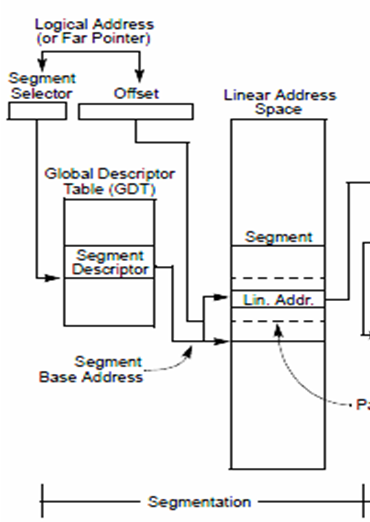 Logical Address
(or Far Pointer)
Segment
Selector
Offset
Linear Address
Space
Global Descriptor
Table (GDT)
Segment
Segment
Descriptor
Lin. Addr.
Segment
Base Address
Pa
Segmentation